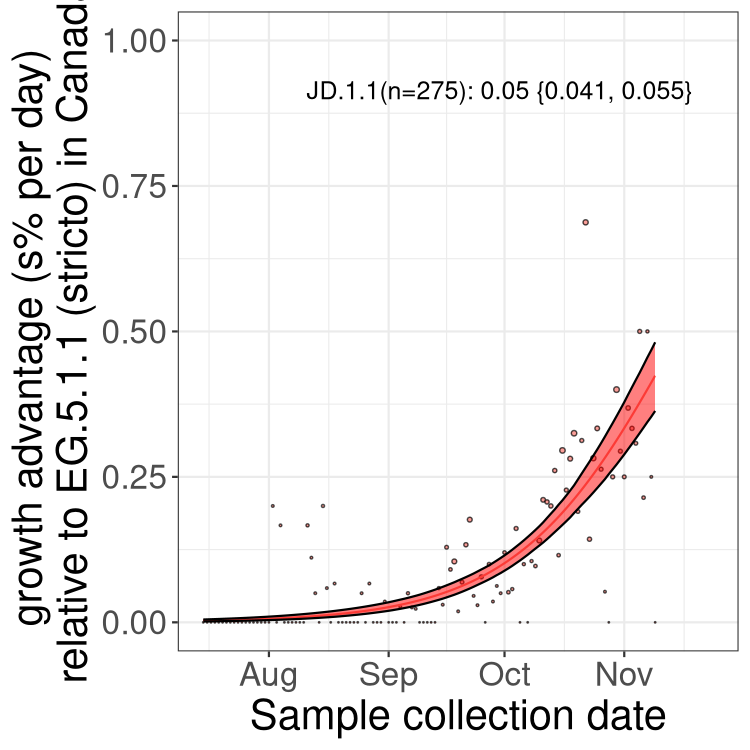 growth advantage (s% per day)
relative to EG.5.1.1 (stricto) in Canada
1.00
0.75
0.50
0.25
0.00
JD.1.1(n=275): 0.05 {0.041, 0.055}
Aug Sep Oct Nov
Sample collection date